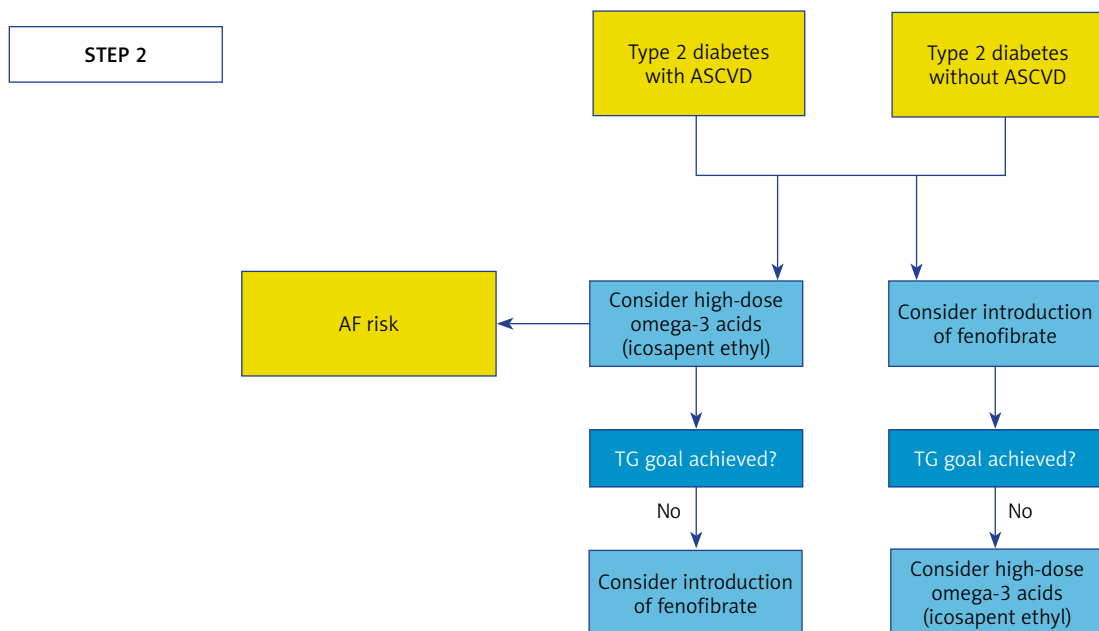 STEP 2
Type 2 diabetes
with ASCVD
Type 2 diabetes
without ASCVD
AF risk
Consider high-dose
omega-3 acids
(icosapent ethyl)
Consider introduction
of fenofibrate
TG goal achieved?
TG goal achieved?
No
No
Consider introduction
of fenofibrate
Consider high-dose
omega-3 acids
(icosapent ethyl)